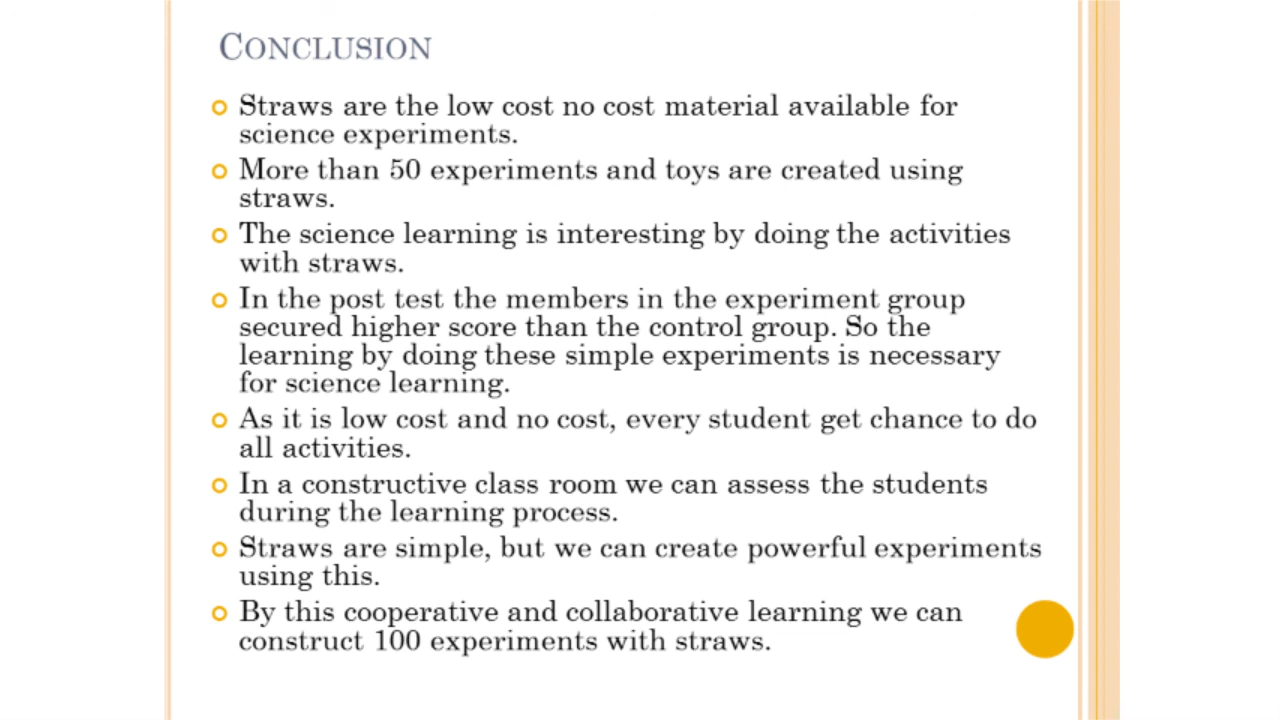 CONCLUSION
Straws are the low cost no cost material available for
science experiments.
More than 50 experiments and toys are created using
straws.
The science learning is interesting by doing the activities
with straws.
In the post test the members in the experiment group
secured higher score than the control group. So the
learning by doing these simple experiments is necessary
for science learning.
As it is low cost and no cost, every student get chance to do
all activities.
In a constructive class room we can assess the students
during the learning process.
Straws are simple, but we can create powerful experiments
using this.
By this cooperative and collaborative learning we can
construct 100 experiments with straws.